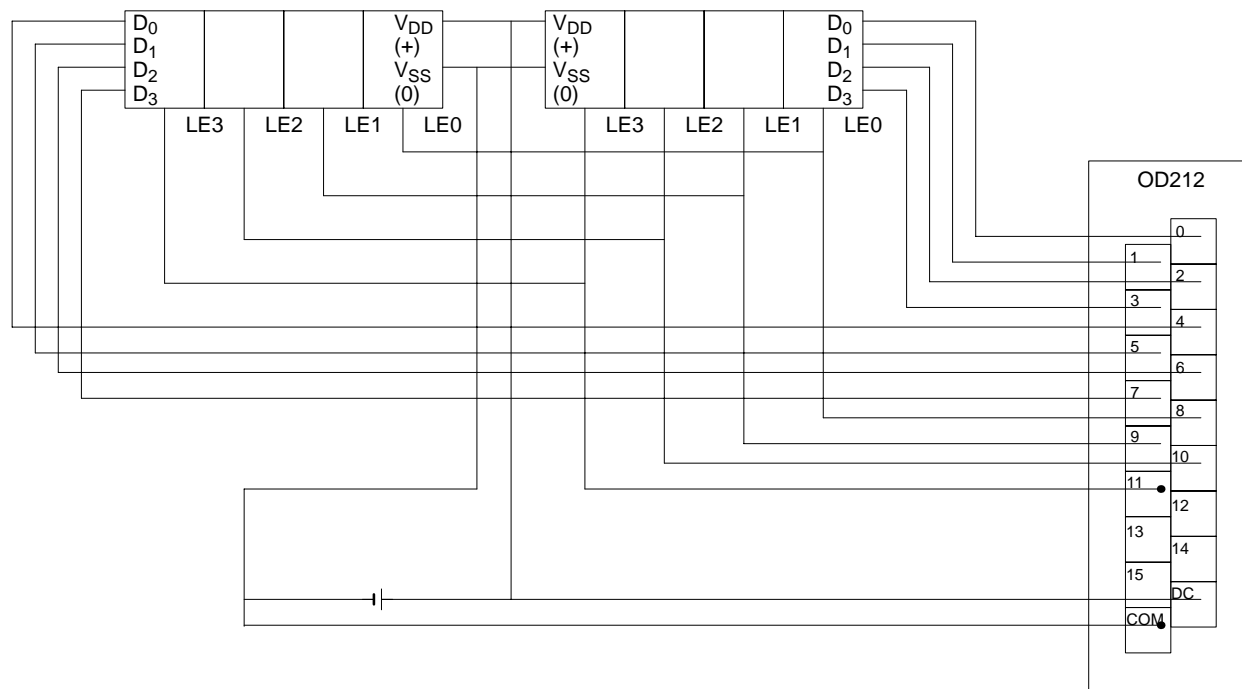 D0 VDD VDD D0
D1 (+) (+) D1
D2 VSS VSS D2
D3 (0) (0) D3
LE3 LE2 LE1 LE0 LE3 LE2 LE1 LE0
OD212
0
1
2
3
4
5
6
7
8
9
10
11
12
13
14
15
DC
COM